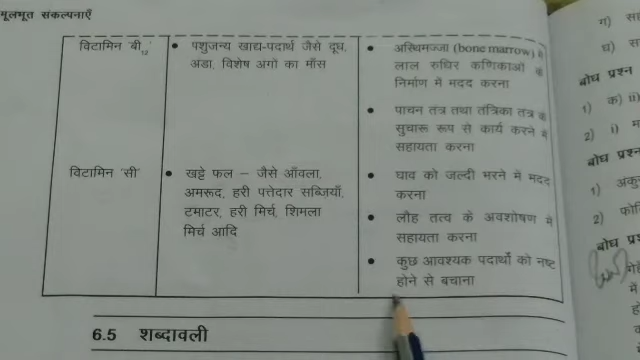 मूलभूत संकल्पनाएँ
विटामिन 'बी₁₂'
• पशुजन्य खाद्य-पदार्थ जैसे दूध,
अंडा, विशेष अंगों का माँस
• अस्थिमज्जा (bone marrow) में
लाल रुधिर कणिकाओं के
निर्माण में मदद करना
• पाचन तंत्र तथा तंत्रिका तंत्र
सुचारू रूप से कार्य करने में
सहायता करना
विटामिन 'सी'
• खट्टे फल – जैसे आँवला,
अमरूद, हरी पत्तेदार सब्जियाँ,
टमाटर, हरी मिर्च, शिमला
मिर्च आदि
• घाव को जल्दी भरने में मदद
करना
• लौह तत्व के अवशोषण में
सहायता करना
• कुछ आवश्यक पदार्थों को नष्ट
होने से बचाना
6.5 शब्दावली
ग)
घ)
बोध प्रश्न
1) क) ii)
2) i)
बोध प्रश्न
1) अंकु
2) फो
बोध प्रश
में